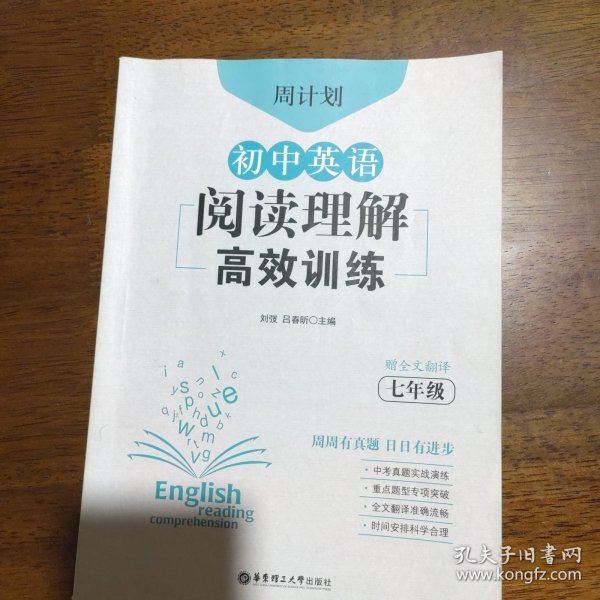 周计划
初中英语
阅读理解
高效训练
刘弢 吕春昕〇主编
赠全文翻译
七年级
周周有真题 日日有进步
· 中考真题实战演练
· 重点题型专项突破
· 全文翻译准确流畅
· 时间安排科学合理
English
reading
comprehension
华东理工大学出版社
孔夫子旧书网
www.kongfz.com